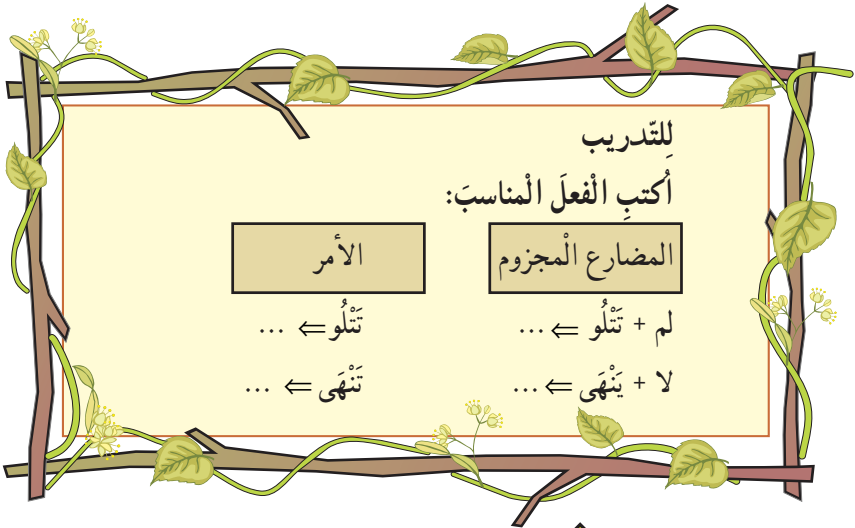 لِلتّدريب
اُكتبِ الْفعلَ الْمناسبَ:
المضارع الْمجزوم الأمر
لم + تَتْلُو ⇐ ... تَتْلُو ⇐ ...
لا + يَنْهَى ⇐ ... تَنْهَى ⇐ ...